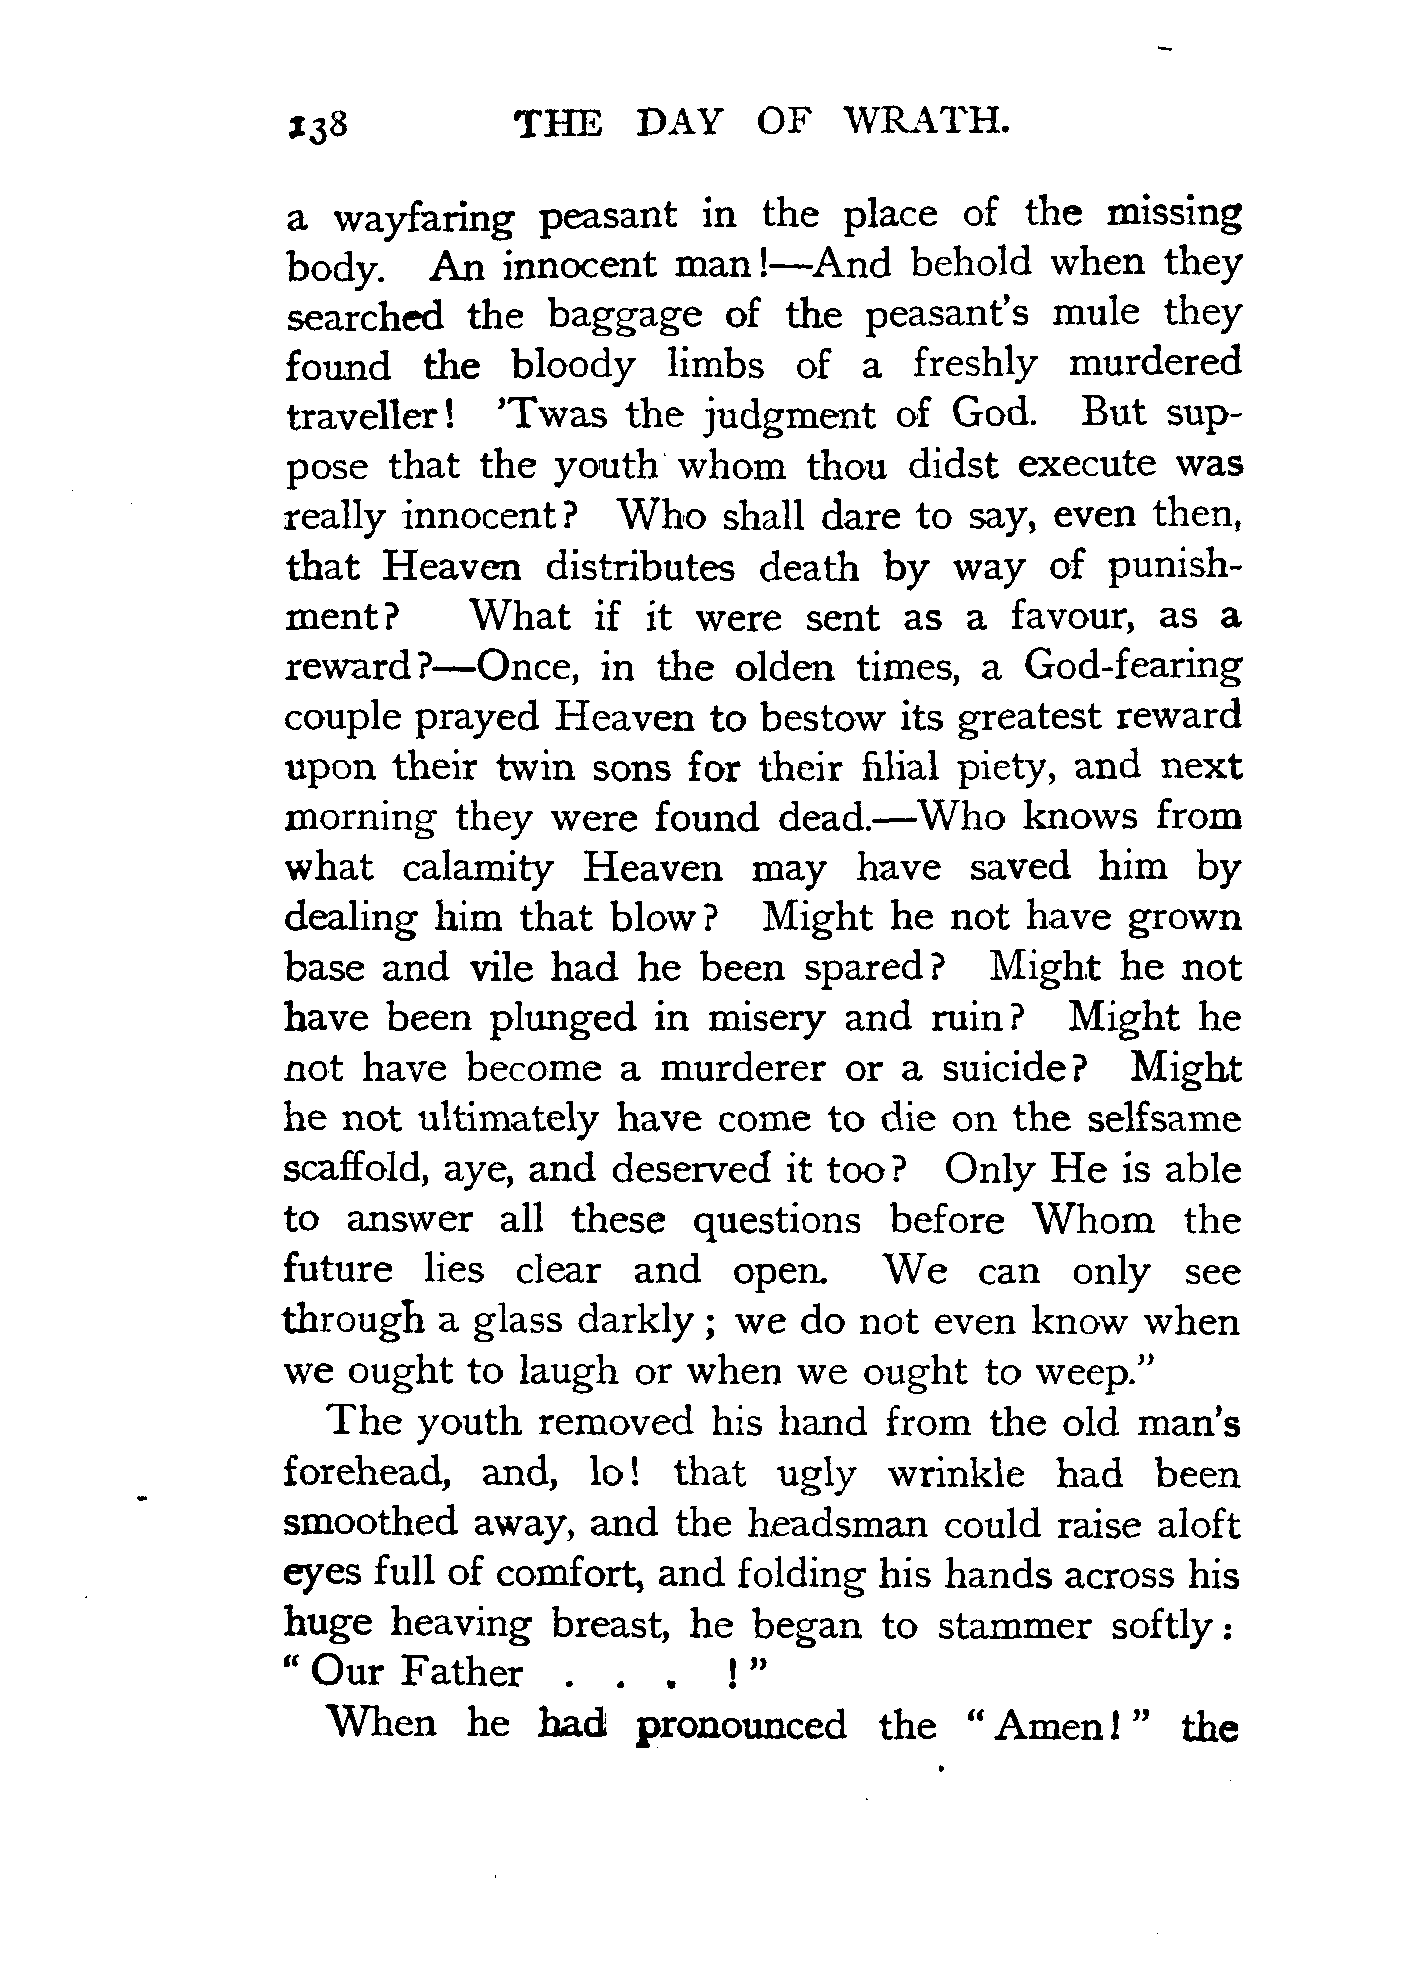 138 THE DAY OF WRATH.
a wayfaring peasant in the place of the missing
body. An innocent man!—And behold when they
searched the baggage of the peasant's mule they
found the bloody limbs of a freshly murdered
traveller! 'Twas the judgment of God. But sup-
pose that the youth whom thou didst execute was
really innocent? Who shall dare to say, even then,
that Heaven distributes death by way of punish-
ment? What if it were sent as a favour, as a
reward?—Once, in the olden times, a God-fearing
couple prayed Heaven to bestow its greatest reward
upon their twin sons for their filial piety, and next
morning they were found dead.—Who knows from
what calamity Heaven may have saved him by
dealing him that blow? Might he not have grown
base and vile had he been spared? Might he not
have been plunged in misery and ruin? Might he
not have become a murderer or a suicide? Might
he not ultimately have come to die on the selfsame
scaffold, aye, and deserved it too? Only He is able
to answer all these questions before Whom the
future lies clear and open. We can only see
through a glass darkly; we do not even know when
we ought to laugh or when we ought to weep."
The youth removed his hand from the old man's
forehead, and, lo! that ugly wrinkle had been
smoothed away, and the headsman could raise aloft
eyes full of comfort, and folding his hands across his
huge heaving breast, he began to stammer softly:
"Our Father . . . !"
When he had pronounced the "Amen!" the